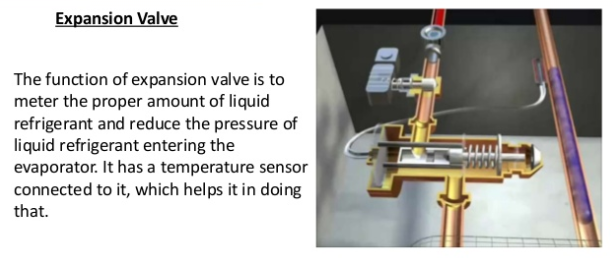 Expansion Valve
The function of expansion valve is to
meter the proper amount of liquid
refrigerant and reduce the pressure of
liquid refrigerant entering the
evaporator. It has a temperature sensor
connected to it, which helps it in doing
that.